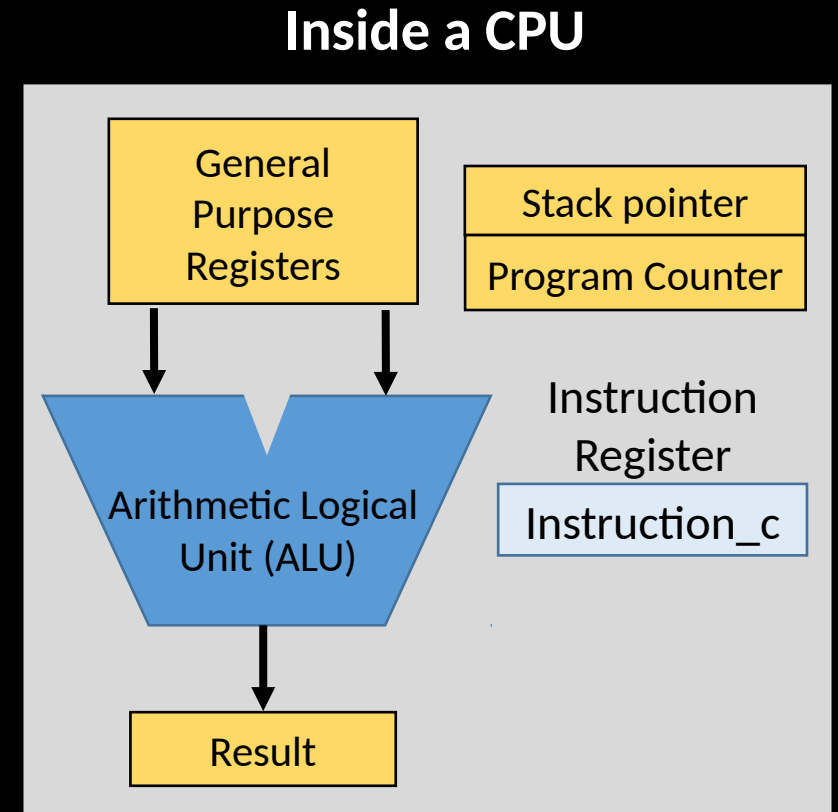 Inside a CPU
General
Purpose
Registers
Stack pointer
Program Counter
Instruction
Register
Instruction_c
Arithmetic Logical
Unit (ALU)
Result